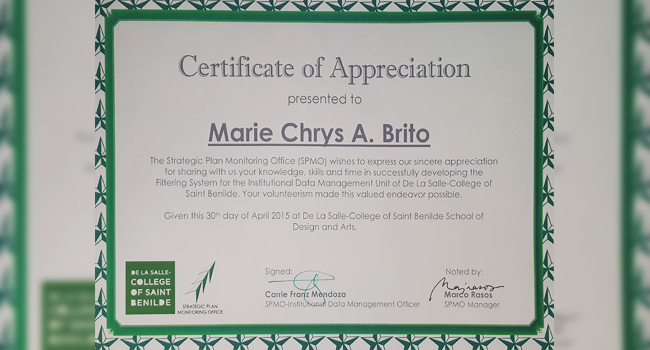 Certificate of Appreciation
presented to
Marie Chrys A. Brito
The Strategic Plan Monitoring Office (SPMO) wishes to express our sincere appreciation
for sharing with us your knowledge, skills and time in successfully developing the
Filtering System for the Institutional Data Management Unit of De La Salle-College of
Saint Benilde. Your volunteerism made this valued endeavor possible.
Given this 30th day of April 2015 at De La Salle-College of Saint Benilde School of
Design and Arts.
DE LA SALLE-
COLLEGE
OF SAINT
BENILDE
STRATEGIC PLAN
MONITORING OFFICE
Signed:
Carrie Franz Mendoza
SPMO-Institutional Data Management Officer
Noted by:
Marco Rasos
SPMO Manager